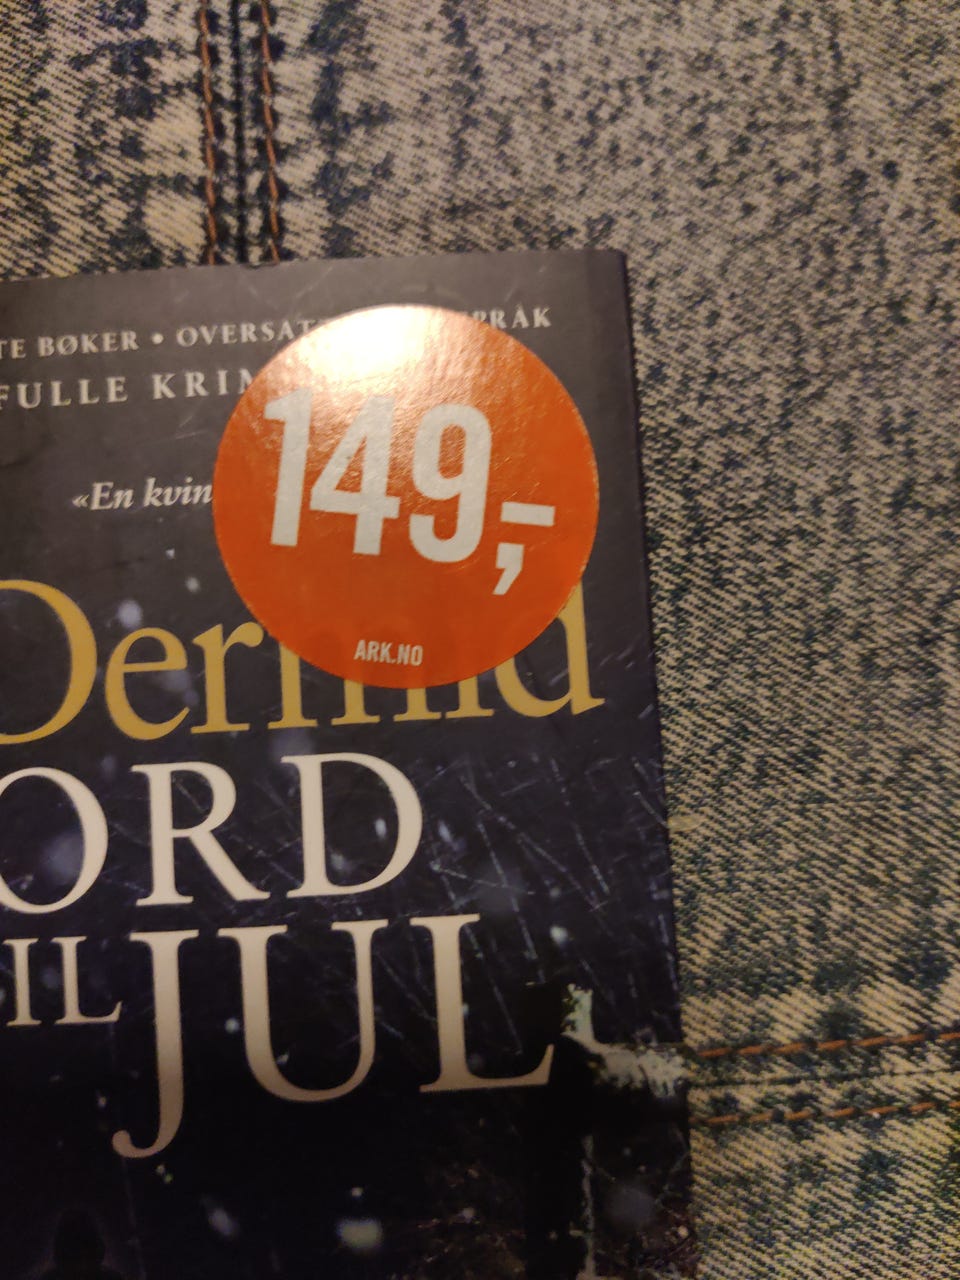 TE BØKER • OVERSAT PRÅK
FULLE KRIM
«En kvin
149,-
ARK.NO
Dermid
ORD
IL JUL